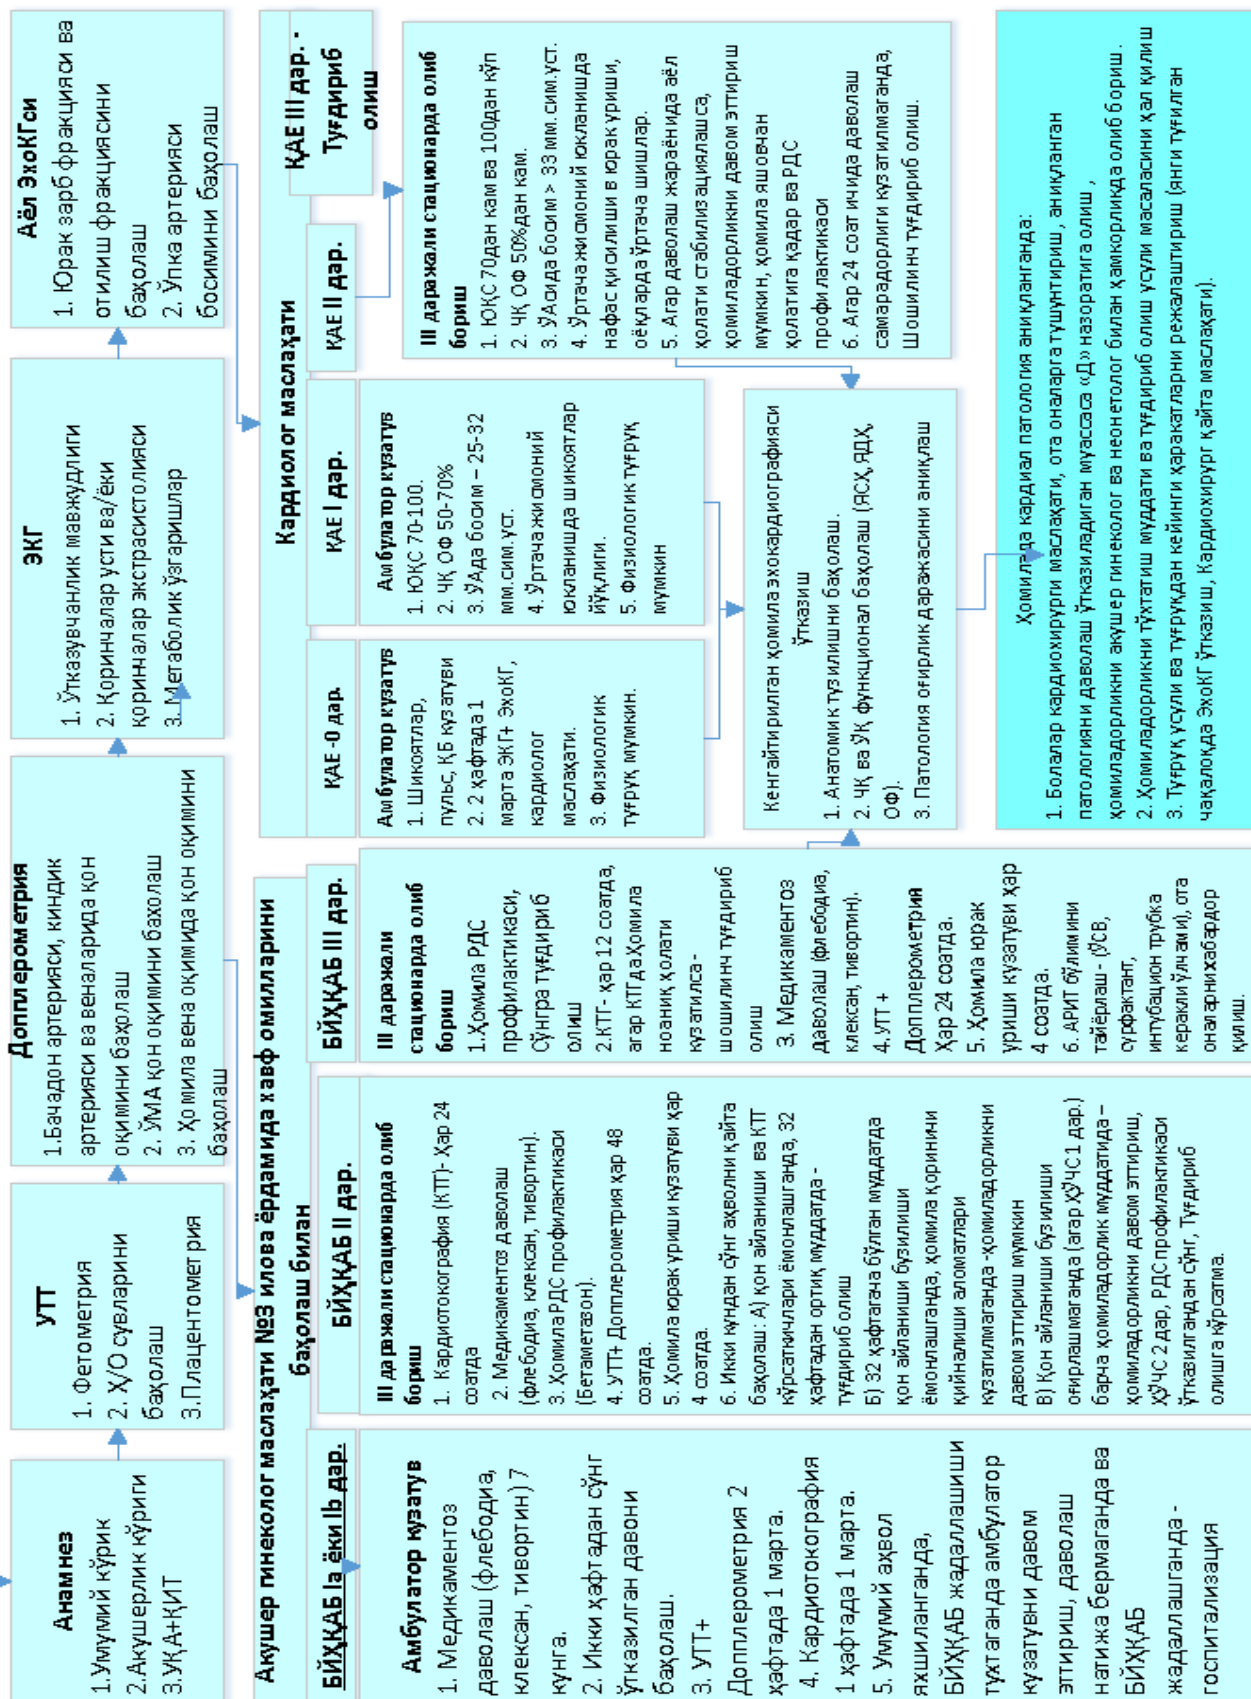 Анамнез
1.Умумий кўрик
2.Акушерлик кўриги
3.УҚА+ҚИТ
УТТ
1. Фетометрия
2. Ҳ/О сувларини
баҳолаш
3.Плацентометрия
Допплерометрия
1.Бачадон артерияси, киндик
артерияси ва веналарида қон
оқимини баҳолаш
2. ЎМА қон оқимини баҳолаш
3. Ҳомила вена оқимида қон оқимини
баҳолаш
ЭКГ
1. Ўтказувчанлик мавжудлиги
2. Қоринчалар усти ва/ёки
қоринчалар экстрасистолияси
3. Метаболик ўзгаришлар
Аёл ЭхоКГси
1. Юрак зарб фракцияси ва
отилиш фракциясини
баҳолаш
2. Ўпка артерияси
босимини баҳолаш
Акушер гинеколог маслаҳати №3 илова ёрдамида хавф омилларини
баҳолаш билан
БЙҲҚАБ Iа ёки Ib дар.
Амбулатор кузатув
1. Медикаментоз
даволаш (флебодиа,
клексан, тивортин) 7
кунга.
2. Икки ҳафтадан сўнг
ўтказилган давони
баҳолаш.
3. УТТ+
Допплерометрия 2
ҳафтада 1 марта.
4. Кардиотокография
1 ҳафтада 1 марта.
5. Умумий аҳвол
яхшиланганда,
БЙҲҚАБ жадаллашиши
тухтаганда амбулатор
кузатувни давом
эттириш, даволаш
натижа бермаганда ва
БЙҲҚАБ
жадаллашганда -
госпитализация
БЙҲҚАБ II дар.
III даражали стационарда олиб
бориш
1. Кардиотокография (КТГ)- Ҳар 24
соатда
2. Медикаментоз даволаш
(флебодиа, клексан, тивортин).
3. Ҳомила РДС профилактикаси
(Бетаметазон).
4. УТТ+ Допплерометрия ҳар 48
соатда.
5. Ҳомила юрак уриши кузатуви ҳар
4 соатда.
6. Икки кундан сўнг аҳволни қайта
баҳолаш: А) қон айланиши ва КТГ
кўрсаткичлари ёмонлашганда, 32
ҳафтадан ортиқ муддатда -
туғдириб олиш
Б) 32 ҳафтагача бўлган муддатда
қон айланиши бузилиши
ёмонлашганда, ҳомила қоринини
қийналиши аломатлари
кузатилмаганда -ҳомиладорликни
давом эттириш мумкин
В) Қон айланиши бузилиши
оғирлашмаганда (агар ҲЎЧС 1 дар.)
барча ҳомиладорлик муддатида –
ҳомиладорликни давом эттириш,
ҲЎЧС 2 дар, РДС профилактикаси
ўтказилгандан сўнг, Туғдириб
олишга кўрсатма.
БЙҲҚАБ III дар.
III даражали
стационарда олиб
бориш
1.Ҳомила РДС
профилактикаси,
Сўнгра туғдириб
олиш
2.КТГ- ҳар 12 соатда,
агар КТГ да Ҳомила
ноаниқ ҳолати
кузатилса-
шошилинч туғдириб
олиш
3. Медикаментоз
даволаш (флебодиа,
клексан, тивортин).
4.УТТ +
Допплерометрия
Ҳар 24 соатда.
5. Ҳомила юрак
уриши кузатуви ҳар
4 соатда.
6. АРИТ бўлимини
тайёрлаш- (ЎСВ,
сурфактант,
интубацион трубка
керакли ўлчами), ота
оналарни хабардор
қилиш.
Кардиолог маслаҳати
ҚАЕ -0 дар.
Амбулатор кузатув
1. Шикоятлар,
пульс, ҚБ кузатуви
2. 2 ҳафтада 1
марта ЭКГ+ ЭхоКГ,
кардиолог
маслаҳати.
3. Физиологик
туғруқ мумкин.
ҚАЕ I дар.
Амбулатор кузатув
1. ЮҚС 70-100.
2. ЧҚ ОФ 50-70%
3. ЎАда босим – 25-32
мм.сим.уст.
4. Ўртача жисмоний
юкланишда шикоятлар
йўқлиги.
5. Физиологик туғруқ
мумкин
ҚАЕ II дар.
ҚАЕ III дар. -
Туғдириб
олиш
III даражали стационарда олиб
бориш
1. ЮҚС 70дан кам ва 100дан кўп
2. ЧҚ ОФ 50%дан кам.
3. ЎАсида босим > 33 мм.сим.уст.
4. Ўртача жисмоний юкланишда
нафас қисилиши в юрак куриши,
оёқларда ўртача шишлар.
5. Агар даволаш жараёнида аёл
ҳолати стабилизациялашса,
ҳомиладорликни давом эттириш
мумкин, ҳомила яшовчан
ҳолатига қадар ва РДС
профилактикаси
6. Агар 24 соат ичида даволаш
самарадорлиги кузатилмаганда,
Шошилинч туғдириб олиш.
Кенгайтирилган ҳомила эхокардиографияси
ўтказиш
1. Анатомик тузилишни баҳолаш.
2. ЧҚ ва ЎҚ функционал баҳолаш (ЯСҲ, ЯДҲ,
ОФ).
3. Патология оғирлик даражасини аниқлаш
Ҳомилада кардиал патология аниқланганда:
1. Болалар кардиохирурги маслаҳати, ота оналарга тушунтириш, аниқланган
патологияни даволаш ўтказиладиган муассаса «Д» назоратига олиш ,
ҳомиладорликни акушер гинеколог ва неонетолог билан ҳамкорликда олиб бориш.
2. Ҳомиладорликни тўхтатиш муддати ва туғдириб олиш усули масаласини ҳал қилиш
3. Туғруқ усули ва туғруқдан кейинги ҳаракатларни режалаштириш (янги туғилган
чақалоқда ЭхоКГ ўтказиш, Кардиохирург қайта маслаҳати).